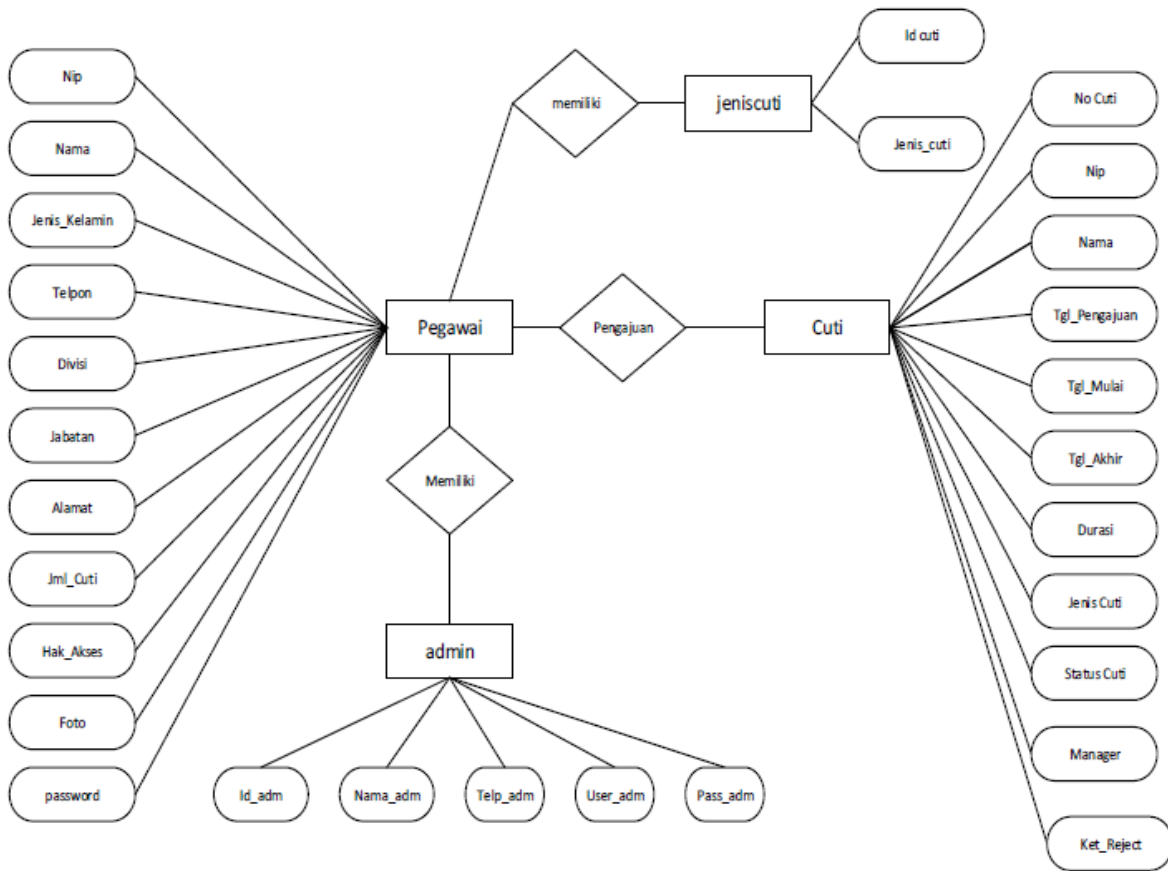 Id cuti
Nip
memiliki
jeniscuti
No Cuti
Nama
Jenis_cuti
Nip
Jenis_Kelamin
Nama
Telpon
Pegawai
Pengajuan
Cuti
Tgl_Pengajuan
Divisi
Tgl_Mulai
Jabatan
Tgl_Akhir
Memiliki
Alamat
Durasi
Jml_Cuti
Jenis Cuti
Hak_Akses
admin
Status Cuti
Foto
Manager
password
Id_adm
Nama_adm
Telp_adm
User_adm
Pass_adm
Ket_Reject